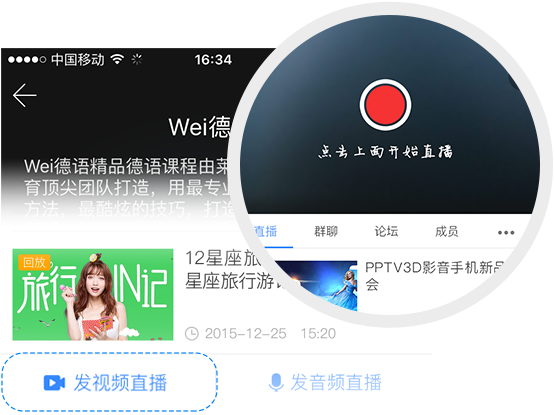 中国移动
16:34
Wei德
Wei德语精品德语课程由莱
育顶尖团队打造，用最专业
方法，最酷炫的技巧，打造
点击上面开始直播
直播
群聊
论坛
成员
PPTV3D影音手机新品
会
回放
旅行
12星座旅
星座旅行游
2015-12-25 15:20
发视频直播
发音频直播